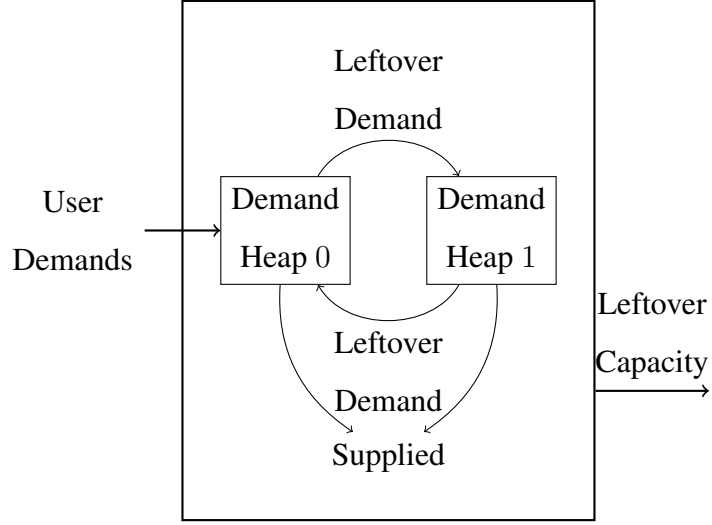 Leftover
Demand
User
Demands
Demand
Heap 0
Demand
Heap 1
Leftover
Demand
Supplied
Leftover
Capacity